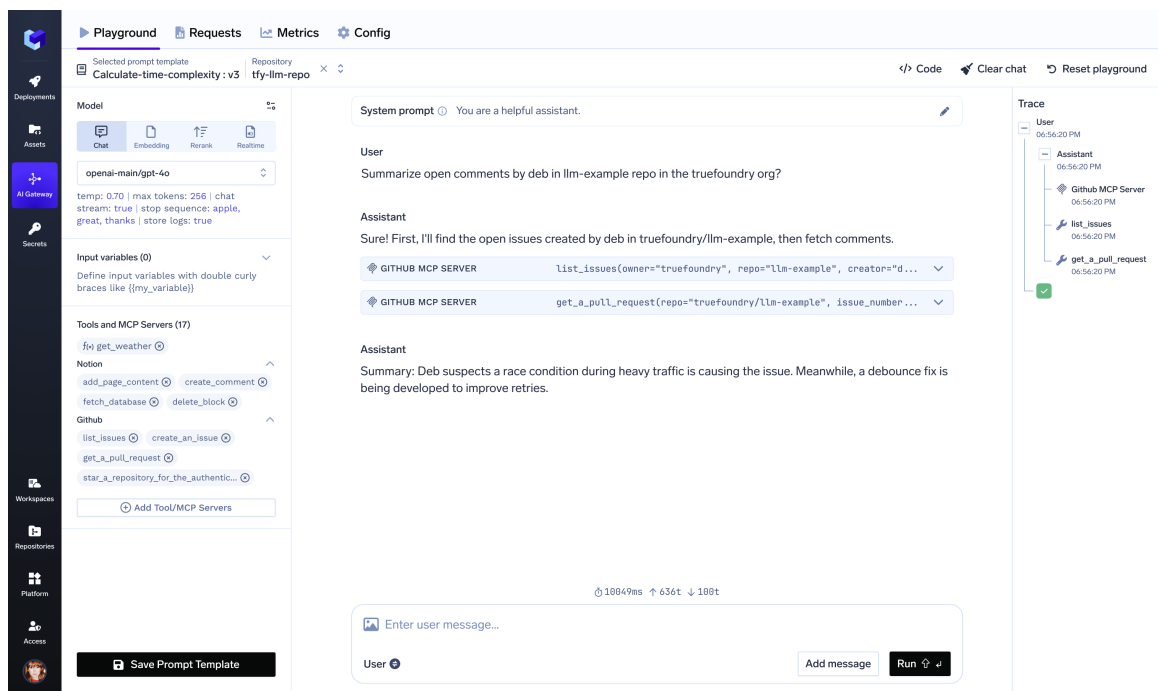 Playground
Requests
Metrics
Config
Selected prompt template
Calculate-time-complexity : v3
Repository
tfy-llm-repo
</> Code
Clear chat
Reset playground
Deployments
Assets
AI Gateway
Secrets
Workspaces
Repositories
Platform
Access
Model
Chat
Embedding
Rerank
Realtime
openai-main/gpt-4o
temp: 0.70 | max tokens: 256 | chat
stream: true | stop sequence: apple,
great, thanks | store logs: true
Input variables (0)
Define input variables with double curly
braces like {{my_variable}}
Tools and MCP Servers (17)
get_weather
Notion
add_page_content
create_comment
fetch_database
delete_block
Github
list_issues
create_an_issue
get_a_pull_request
star_a_repository_for_the_authentic...
Add Tool/MCP Servers
Save Prompt Template
System prompt
You are a helpful assistant.
User
Summarize open comments by deb in llm-example repo in the truefoundry org?
Assistant
Sure! First, I'll find the open issues created by deb in truefoundry/llm-example, then fetch comments.
GITHUB MCP SERVER
list_issues(owner="truefoundry", repo="llm-example", creator="d...
GITHUB MCP SERVER
get_a_pull_request(repo="truefoundry/llm-example", issue_number...
Assistant
Summary: Deb suspects a race condition during heavy traffic is causing the issue. Meanwhile, a debounce fix is
being developed to improve retries.
10049ms ↑ 636t ↓ 100t
Enter user message...
User
Add message
Run
Trace
User
06:56:20 PM
Assistant
06:56:20 PM
Github MCP Server
06:56:20 PM
list_issues
06:56:20 PM
get_a_pull_request
06:56:20 PM